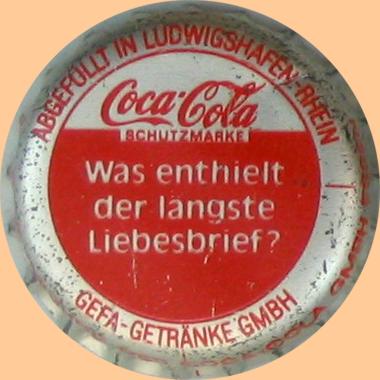 ABGEFÜLLT IN LUDWIGSHAFEN-RHEIN
Coca-Cola
SCHUTZMARKE
Was enthielt
der längste
Liebesbrief?
GEFA-GETRÄNKE GMBH